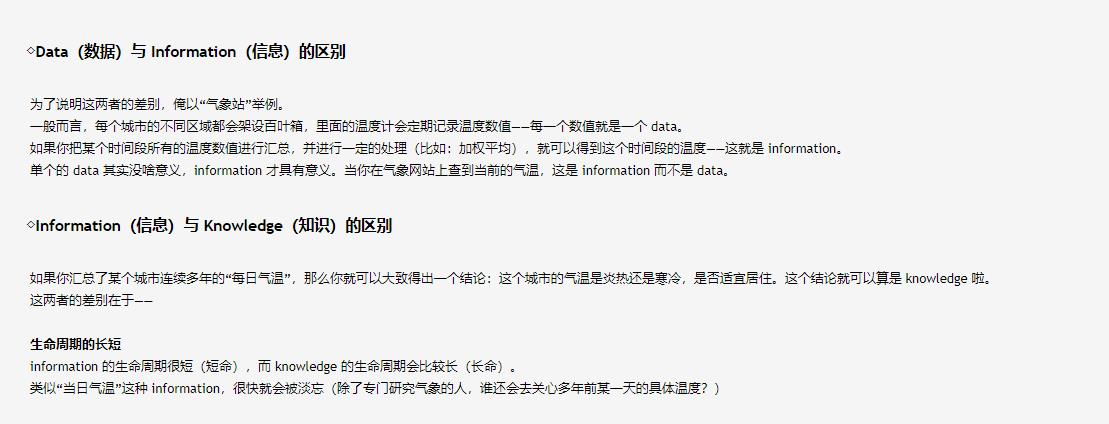 ◇Data（数据）与 Information（信息）的区别
为了说明这两者的差别，俺以“气象站”举例。
一般而言，每个城市的不同区域都会架设百叶箱，里面的温度计会定期记录温度数值——每一个数值就是一个 data。
如果你把某个时间段所有的温度数值进行汇总，并进行一定的处理（比如：加权平均），就可以得到这个时间段的温度——这就是 information。
单个的 data 其实没啥意义，information 才具有意义。当你在气象网站上查到当前的气温，这是 information 而不是 data。
◇Information（信息）与 Knowledge（知识）的区别
如果你汇总了某个城市连续多年的“每日气温”，那么你就可以大致得出一个结论：这个城市的气温是炎热还是寒冷，是否适宜居住。这个结论就可以算是 knowledge 啦。
这两者的差别在于——
生命周期的长短
information 的生命周期很短（短命），而 knowledge 的生命周期会比较长（长命）。
类似“当日气温”这种 information，很快就会被淡忘（除了专门研究气象的人，谁还会去关心多年前某一天的具体温度？）